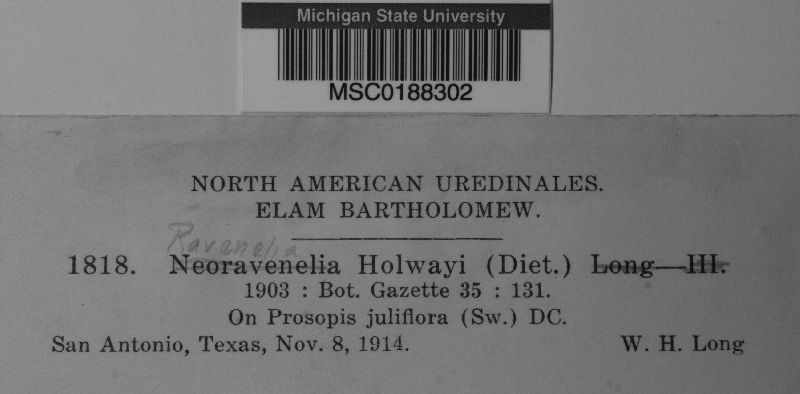 Michigan State University
MSC0188302
NORTH AMERICAN UREDINALES.
ELAM BARTHOLOMEW.
Ravenelia
1818. Neoravenelia Holwayi (Diet.) Long—III.
1903 : Bot. Gazette 35 : 131.
On Prosopis juliflora (Sw.) DC.
San Antonio, Texas, Nov. 8, 1914. W. H. Long